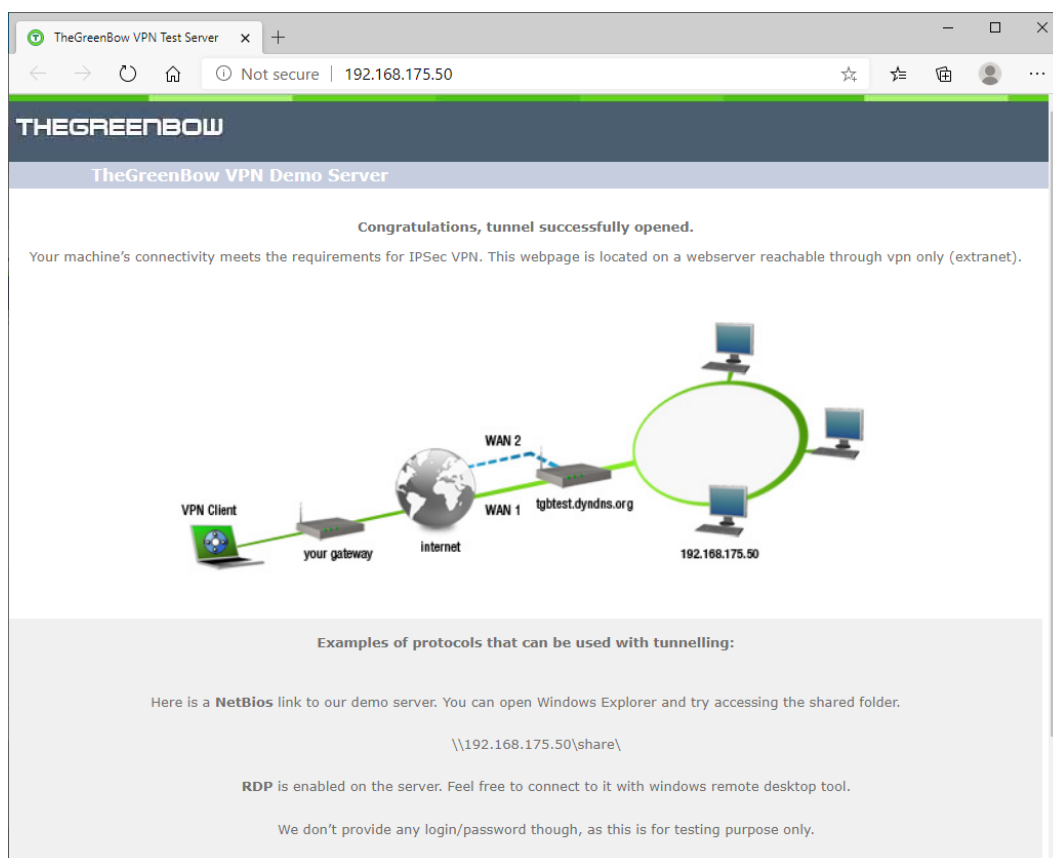 TheGreenBow VPN Test Server
Not secure | 192.168.175.50
THEGREENBOW
TheGreenBow VPN Demo Server
Congratulations, tunnel successfully opened.
Your machine’s connectivity meets the requirements for IPSec VPN. This webpage is located on a webserver reachable through vpn only (extranet).
WAN 2
VPN Client
WAN 1
tgbtest.dyndns.org
your gateway
internet
192.168.175.50
Examples of protocols that can be used with tunnelling:
Here is a NetBios link to our demo server. You can open Windows Explorer and try accessing the shared folder.
\\192.168.175.50\share\
RDP is enabled on the server. Feel free to connect to it with windows remote desktop tool.
We don’t provide any login/password though, as this is for testing purpose only.